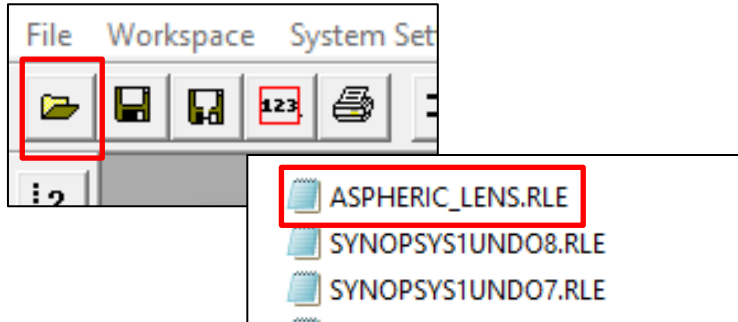 File Workspace System Set
123
?
ASPHERIC_LENS.RLE
SYNOPSYS1UNDO8.RLE
SYNOPSYS1UNDO7.RLE